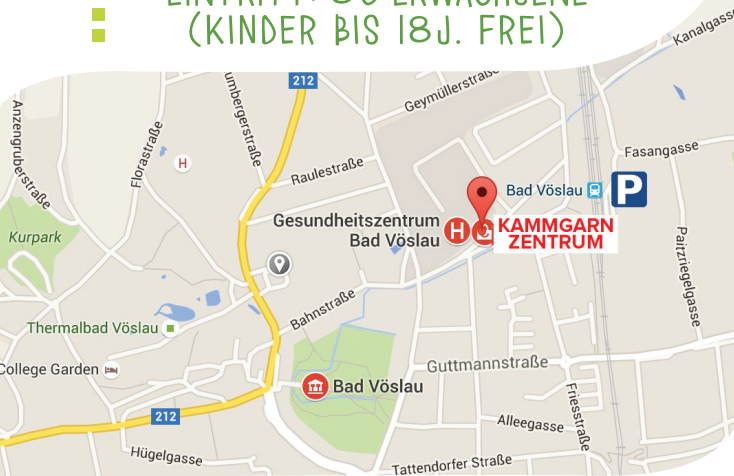 (KINDER BIS 18J. FREI)
Kanalgasse
212
Geymüllerstraße
Anzengruberstraße
Florastraße
H
Raulestraße
Fasangasse
Bad Vöslau
P
Kurpark
Gesundheitszentrum
Bad Vöslau
H
KAMMGARN
ZENTRUM
Paitzriegelgasse
Bahnstraße
Thermalbad Vöslau
College Garden
Guttmannstraße
Bad Vöslau
212
Friesstraße
Alleegasse
Hügelgasse
Tattendorfer Straße